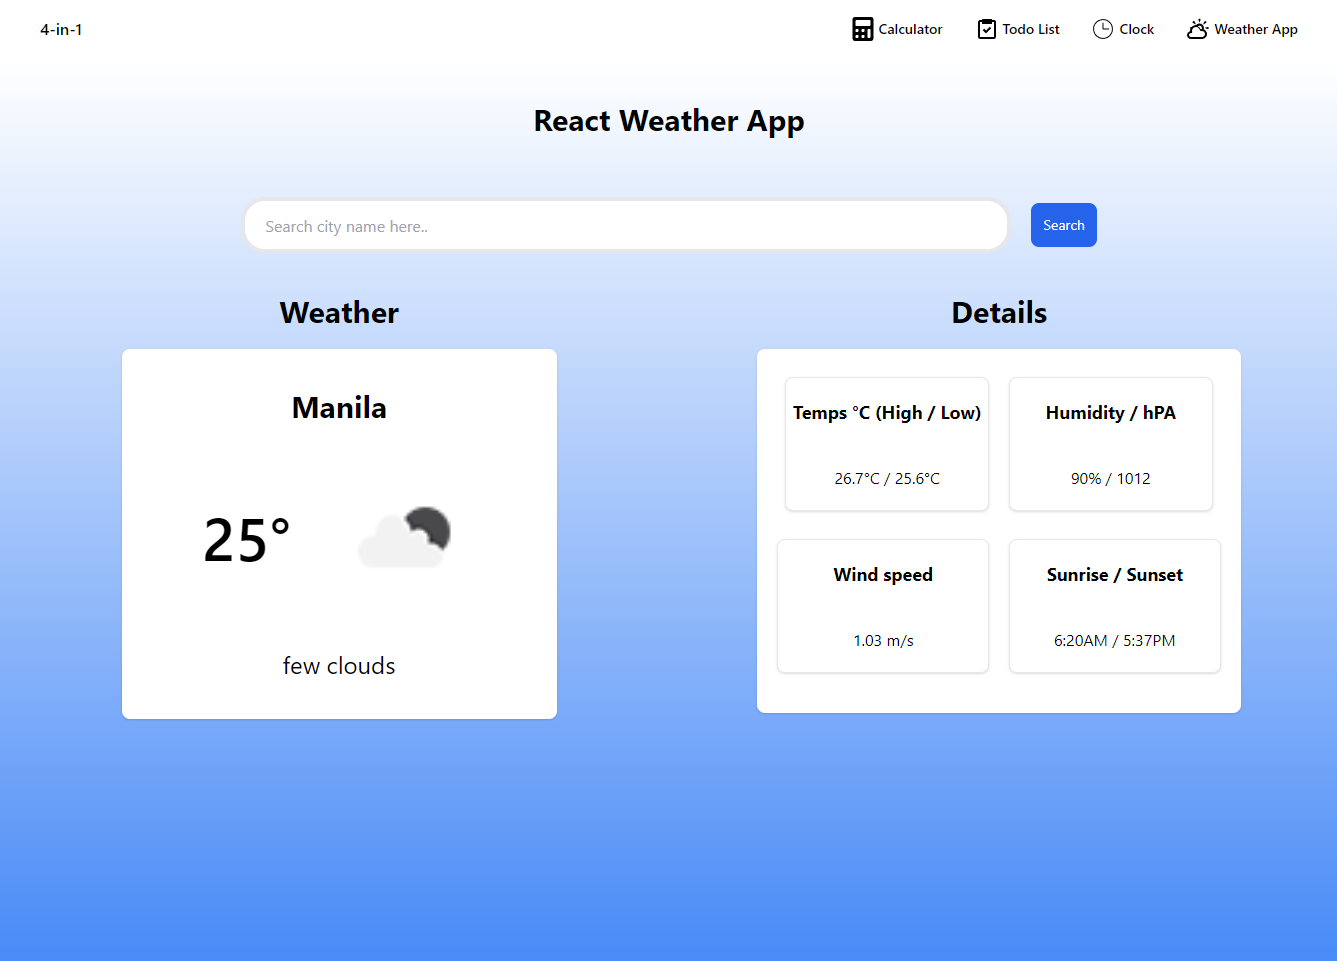 4-in-1
Calculator
Todo List
Clock
Weather App
React Weather App
Search city name here..
Search
Weather
Manila
25°
few clouds
Details
Temps °C (High / Low)
26.7°C / 25.6°C
Humidity / hPA
90% / 1012
Wind speed
1.03 m/s
Sunrise / Sunset
6:20AM / 5:37PM